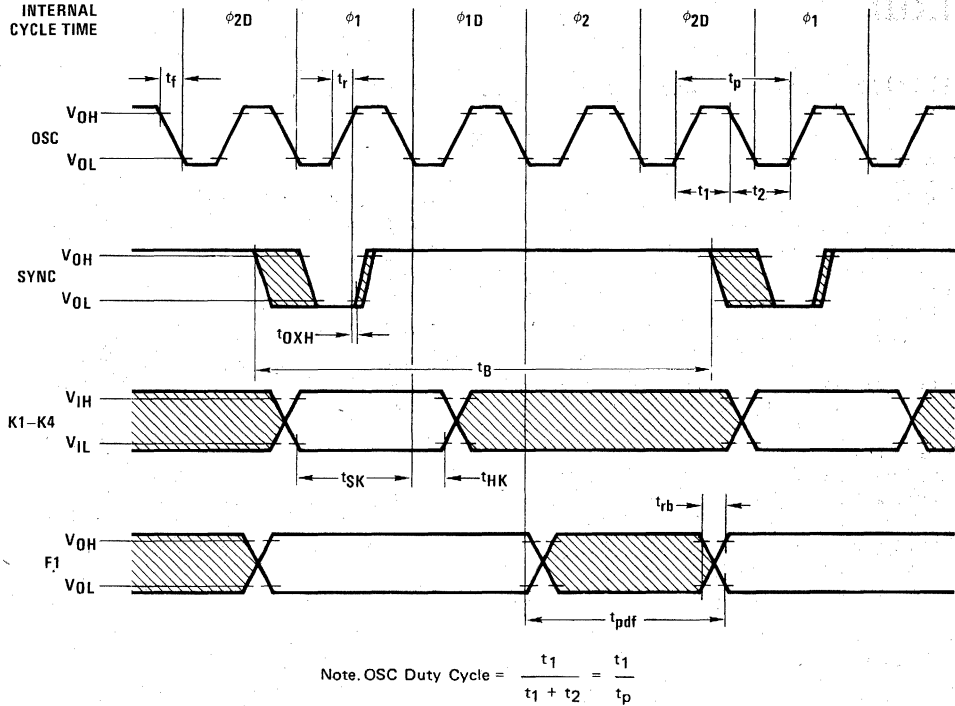 INTERNAL
CYCLE TIME
ϕ2D ϕ1 ϕ1D ϕ2 ϕ2D ϕ1
tf tr tp
VOH
OSC
VOL
t1 t2
VOH
SYNC
VOL
tOXH
tB
VIH
K1–K4
VIL
tSK tHK
trb
VOH
F1
VOL
tpdf
Note. OSC Duty Cycle = t1 / t1 + t2 = t1 / tp